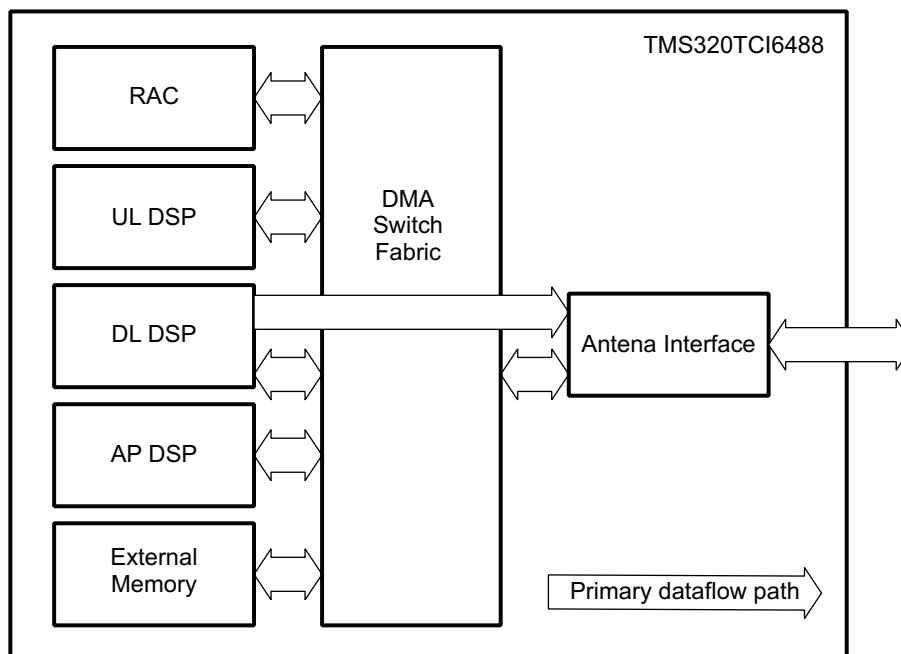 TMS320TCI6488
RAC
UL DSP
DMA
Switch
Fabric
DL DSP
Antena Interface
AP DSP
External
Memory
Primary dataflow path